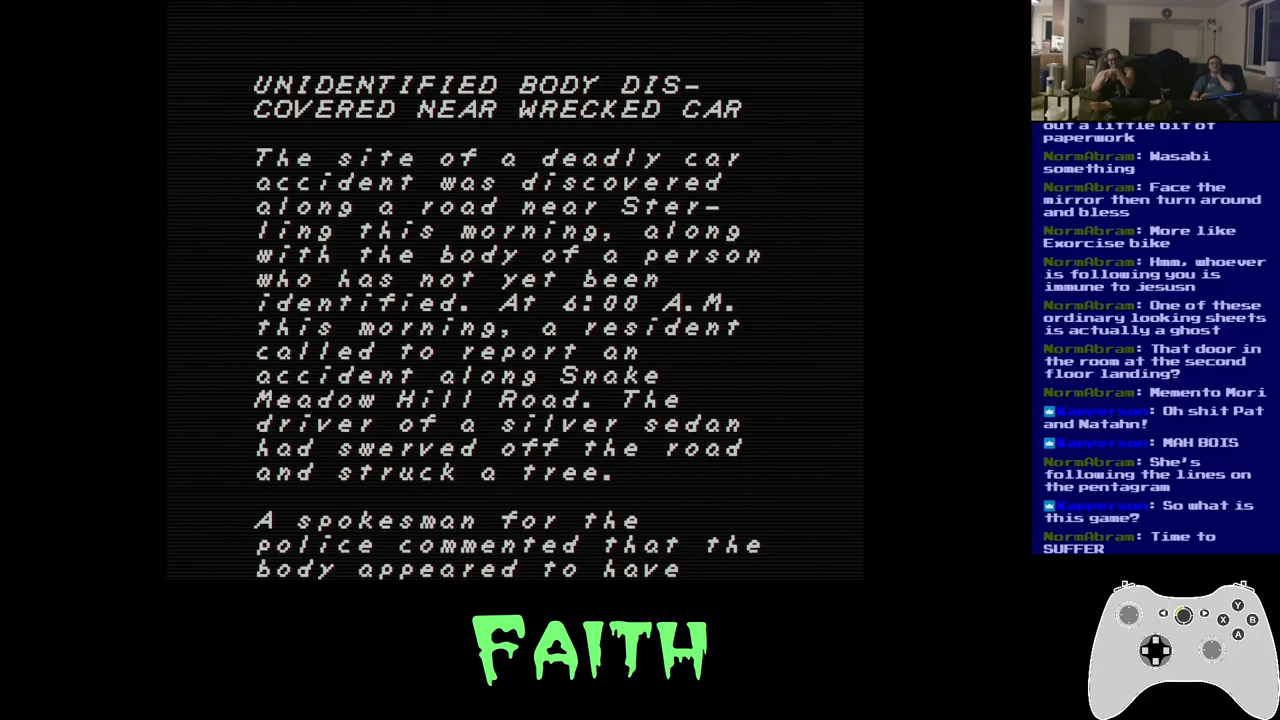 UNIDENTIFIED BODY DIS-
COVERED NEAR WRECKED CAR
The site of a deadly car
accident was discovered
along a road near Ster-
ling this morning, along
with the body of a person
who has not yet been
identified. At 6:00 A.M.
this morning, a resident
called to report an
accident along Snake
Meadow Hill Road. The
driver of a silver sedan
had swerved off the road
and struck a tree.
A spokesman for the
police commented that the
body appeared to have
FAITH
out a little bit of
paperwork
NormAbram: Wasabi
something
NormAbram: Face the
mirror then turn around
and bless
NormAbram: More like
Exorcise bike
NormAbram: Hmm, whoever
is following you is
immune to jesusn
NormAbram: One of these
ordinary looking sheets
is actually a ghost
NormAbram: That door in
the room at the second
floor landing?
NormAbram: Memento Mori
Kapperson: Oh shit Pat
and Natahn!
Kapperson: MAH BOIS
NormAbram: She's
following the lines on
the pentagram
Kapperson: So what is
this game?
NormAbram: Time to
SUFFER
Y
X
B
A